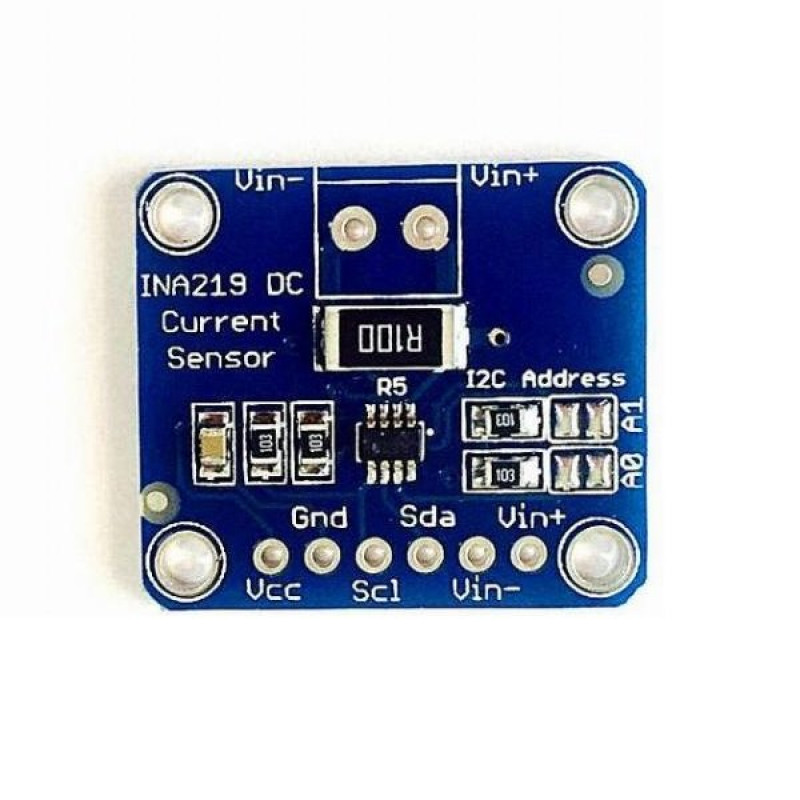 Vin- Vin+
INA219 DC
Current
Sensor
R100
R5
I2C Address
103
A1
103
103
103
A0
Gnd Sda Vin+
Vcc Scl Vin-